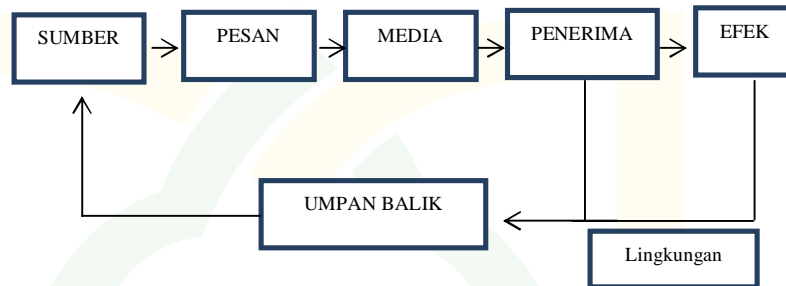 SUMBER
PESAN
MEDIA
PENERIMA
EFEK
UMPAN BALIK
Lingkungan